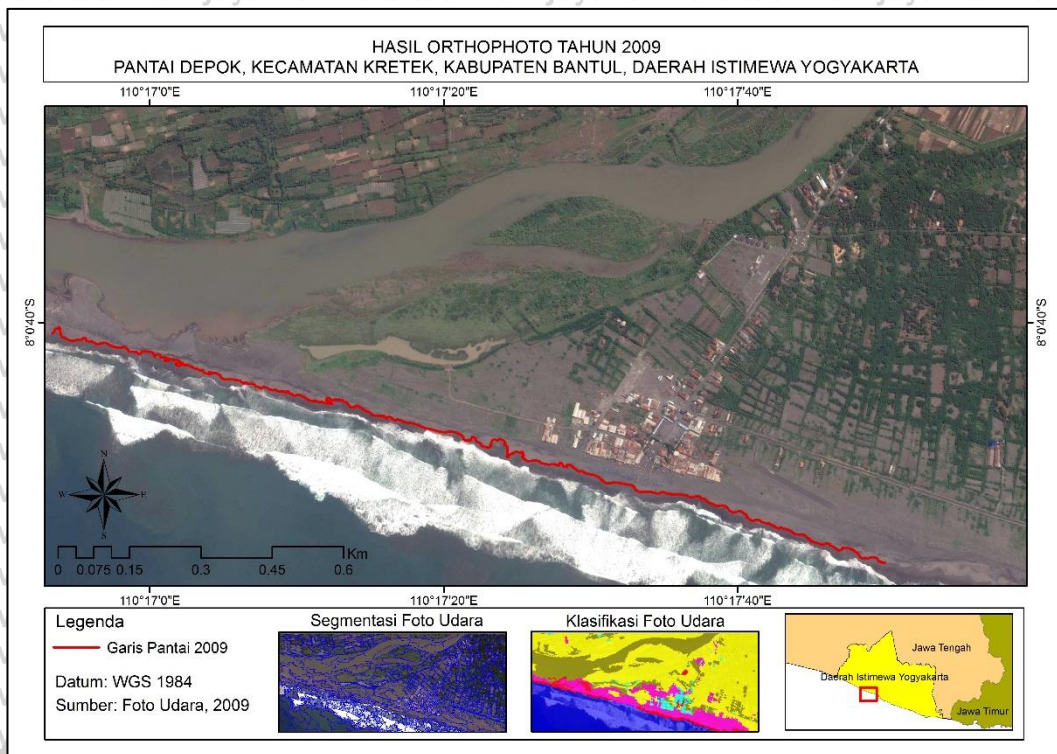 HASIL ORTHOPHOTO TAHUN 2009
PANTAI DEPOK, KECAMATAN KRETEK, KABUPATEN BANTUL, DAERAH ISTIMEWA YOGYAKARTA
110°17'0"E 110°17'20"E 110°17'40"E
8°0'40"S 8°0'40"S
N
W E
S
Km
0 0.075 0.15 0.3 0.45 0.6
110°17'0"E 110°17'20"E 110°17'40"E
Legenda
Garis Pantai 2009
Datum: WGS 1984
Sumber: Foto Udara, 2009
Segmentasi Foto Udara
Klasifikasi Foto Udara
Jawa Tengah
Daerah Istimewa Yogyakarta
Jawa Timur